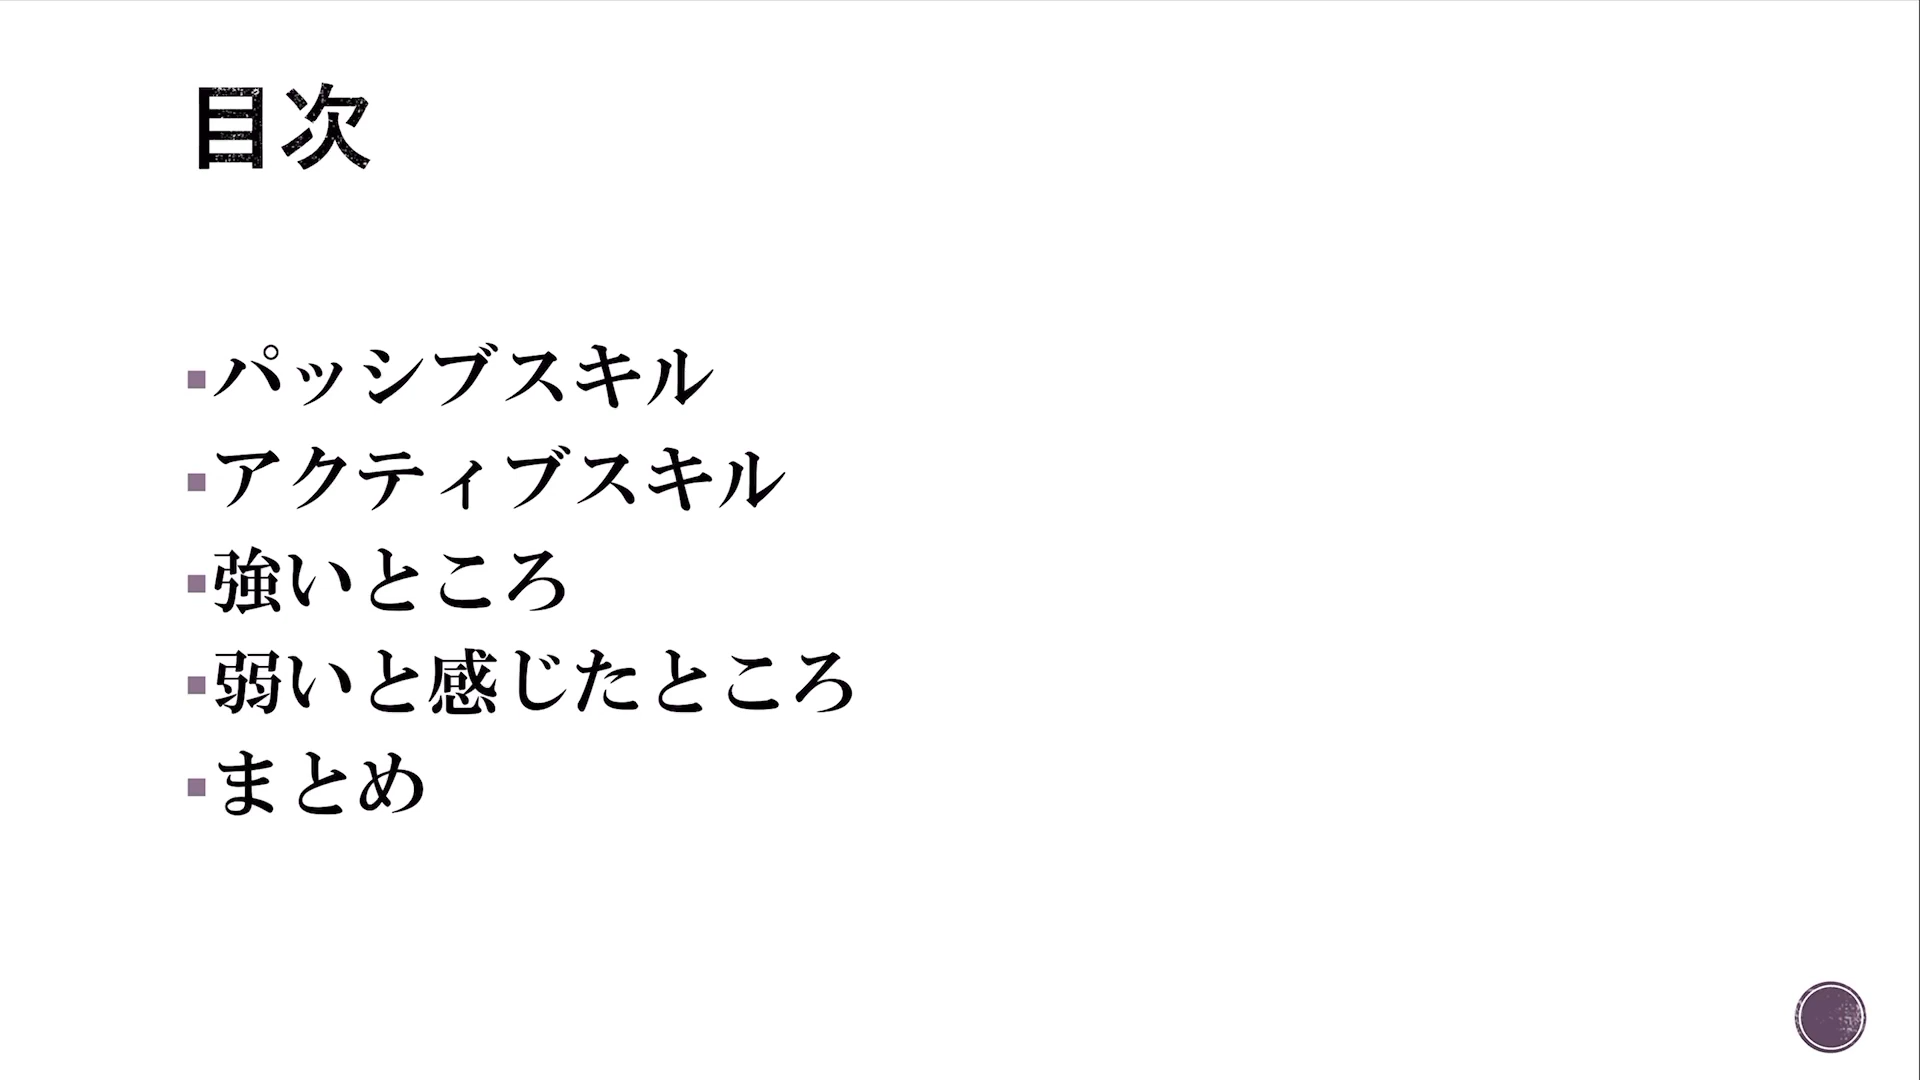 目次
パッシブスキル
アクティブスキル
強いところ
弱いと感じたところ
まとめ